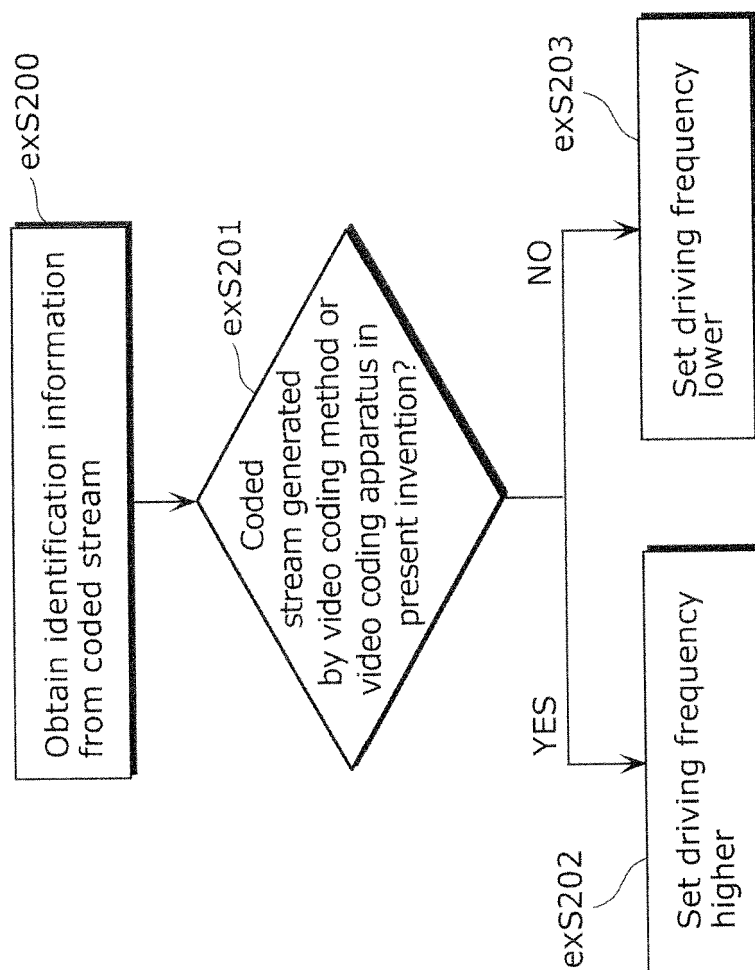 exS200
Obtain identification information
from coded stream
exS201
Coded
stream generated
by video coding method or
video coding apparatus in
present invention?
YES
NO
exS202
Set driving frequency
higher
exS203
Set driving frequency
lower